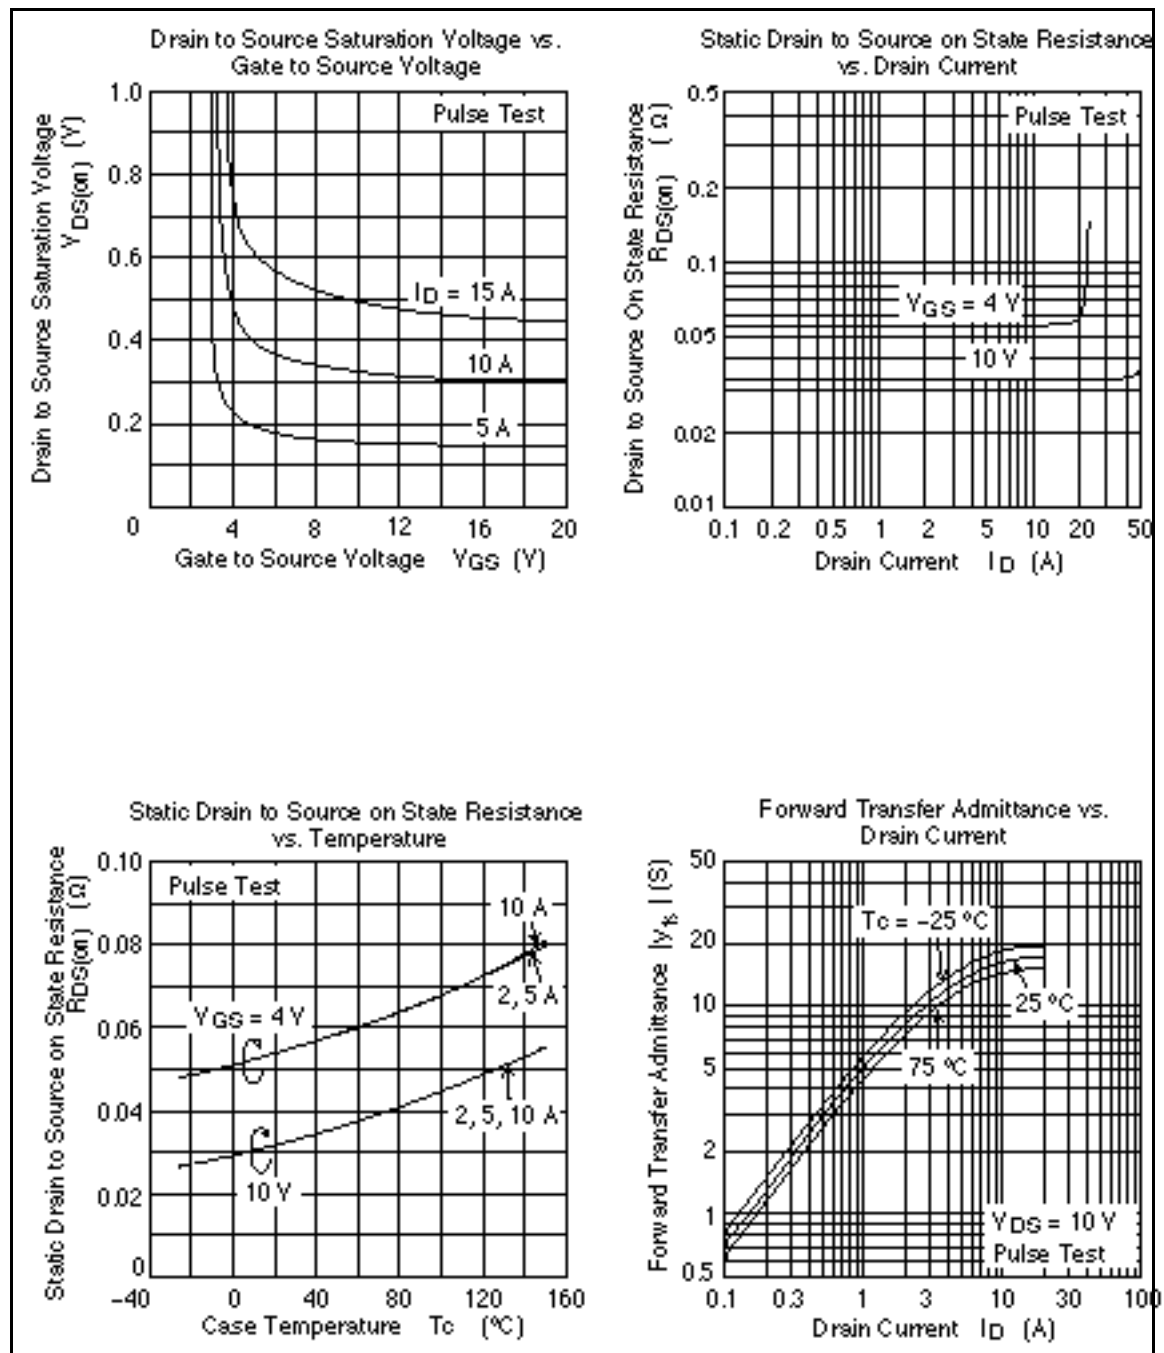 Drain to Source Saturation Voltage vs.
Gate to Source Voltage
Drain to Source Saturation Voltage
VDS(on) (V)
1.0
0.8
0.6
0.4
0.2
0
Pulse Test
ID = 15 A
10 A
5 A
4 8 12 16 20
Gate to Source Voltage VGS (V)
Static Drain to Source on State Resistance
vs. Drain Current
Drain to Source On State Resistance
RDS(on) (Ω)
0.5
0.2
0.1
0.05
0.02
0.01
Pulse Test
VGS = 4 V
10 V
0.1 0.2 0.5 1 2 5 10 20 50
Drain Current ID (A)
Static Drain to Source on State Resistance
vs. Temperature
Static Drain to Source on State Resistance
RDS(on) (Ω)
0.10
0.08
0.06
0.04
0.02
0
Pulse Test
10 A
2, 5 A
VGS = 4 V
2, 5, 10 A
10 V
−40 0 40 80 120 160
Case Temperature Tc (ºC)
Forward Transfer Admittance vs.
Drain Current
Forward Transfer Admittance |yfs| (S)
50
20
10
5
2
1
0.5
Tc = −25 ºC
25 ºC
75 ºC
VDS = 10 V
Pulse Test
0.1 0.3 1 3 10 30 100
Drain Current ID (A)